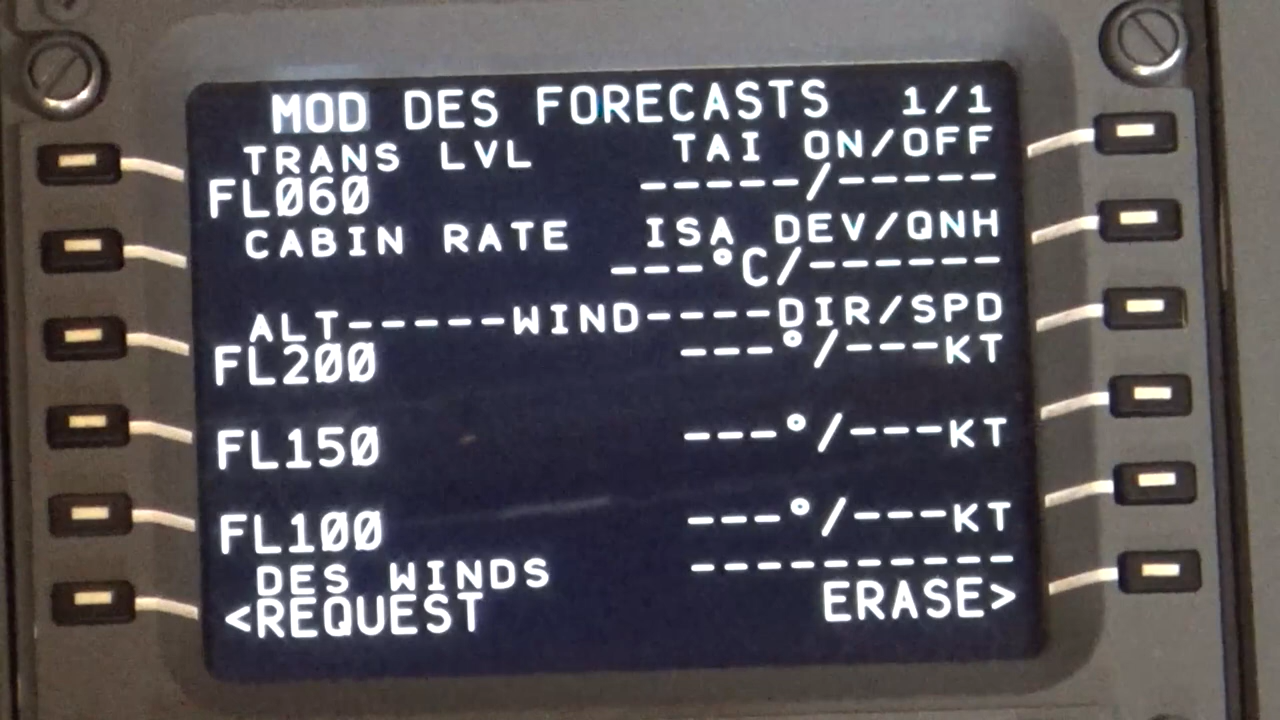 MOD DES FORECASTS 1/1
TRANS LVL TAI ON/OFF
FL060 -----/-----
CABIN RATE ISA DEV/QNH
---°C/------
ALT-----WIND----DIR/SPD
FL200 ---°/---KT
FL150 ---°/---KT
FL100 ---°/---KT
DES WINDS -----------
<REQUEST ERASE>